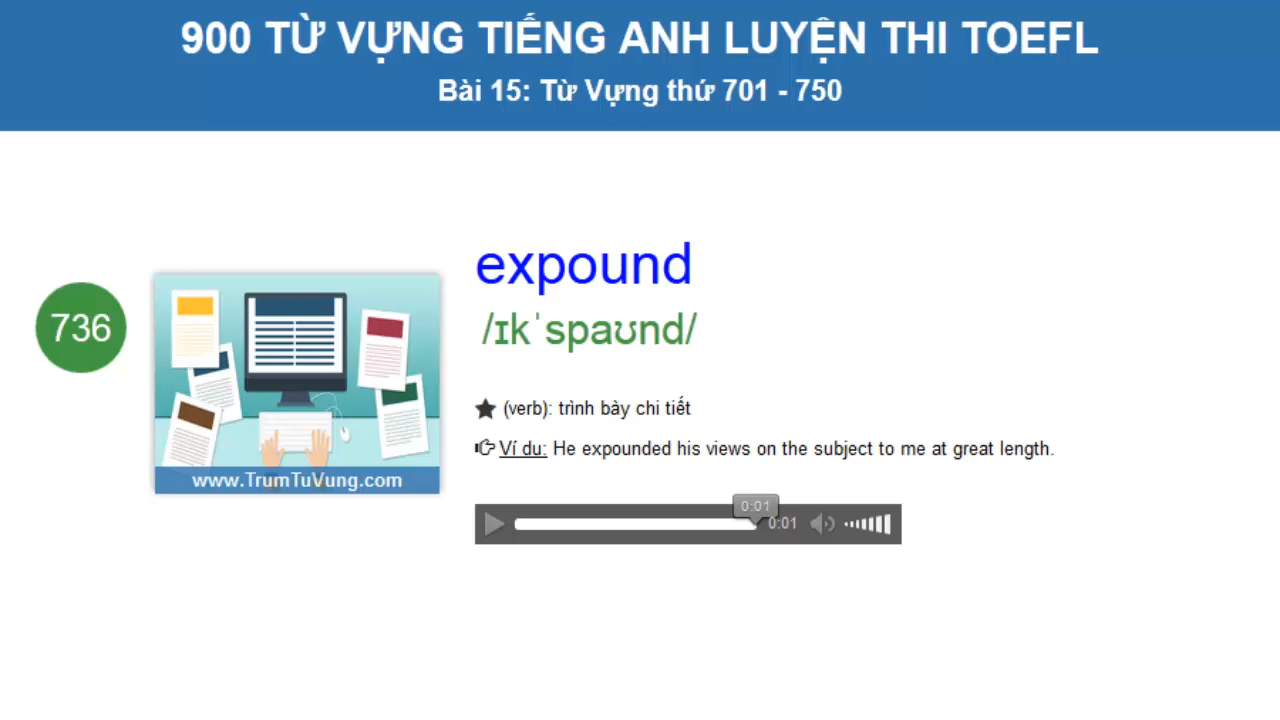 900 TỪ VỰNG TIẾNG ANH LUYỆN THI TOEFL
Bài 15: Từ Vựng thứ 701 - 750
736
www.TrumTuVung.com
expound
/ɪkˈspaʊnd/
(verb): trình bày chi tiết
Ví du: He expounded his views on the subject to me at great length.
0:01
0:01